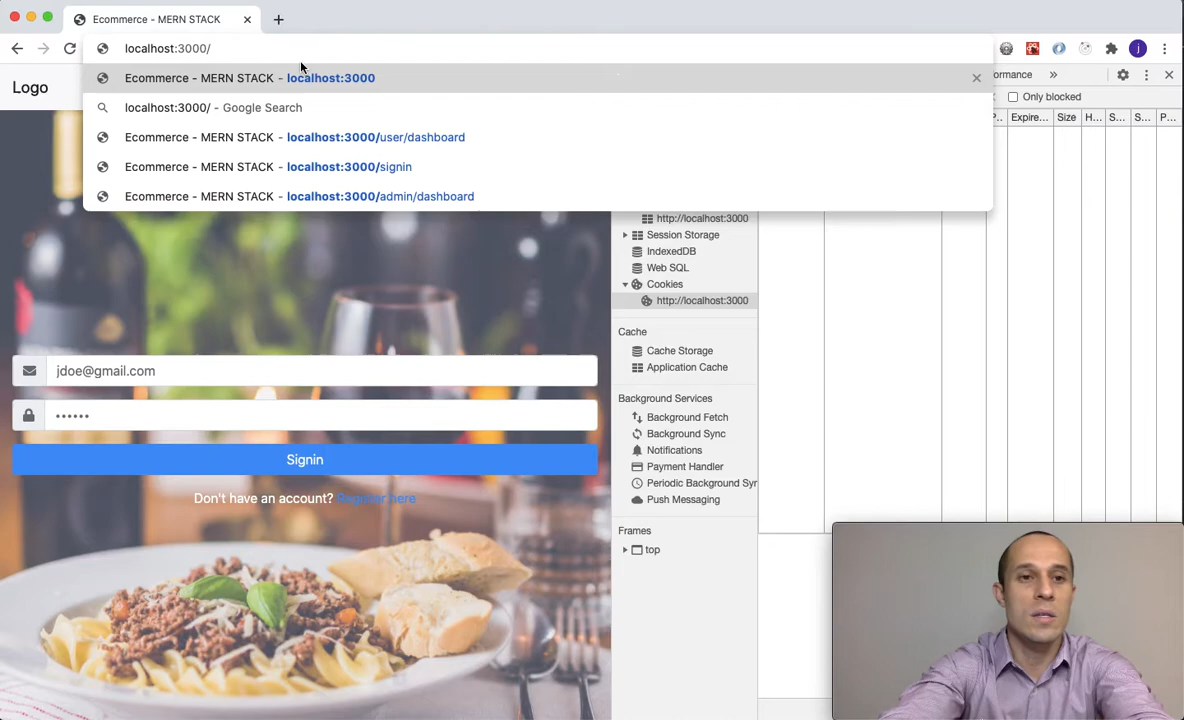 Ecommerce - MERN STACK
localhost:3000/
j
Ecommerce - MERN STACK - localhost:3000
localhost:3000/ - Google Search
Ecommerce - MERN STACK - localhost:3000/user/dashboard
Ecommerce - MERN STACK - localhost:3000/signin
Ecommerce - MERN STACK - localhost:3000/admin/dashboard
Logo
ormance
Only blocked
P... Expire... Size H... S... S... P...
http://localhost:3000
Session Storage
IndexedDB
Web SQL
Cookies
http://localhost:3000
Cache
Cache Storage
Application Cache
Background Services
Background Fetch
Background Sync
Notifications
Payment Handler
Periodic Background Syr
Push Messaging
Frames
top
jdoe@gmail.com
••••••
Signin
Don't have an account? Register here